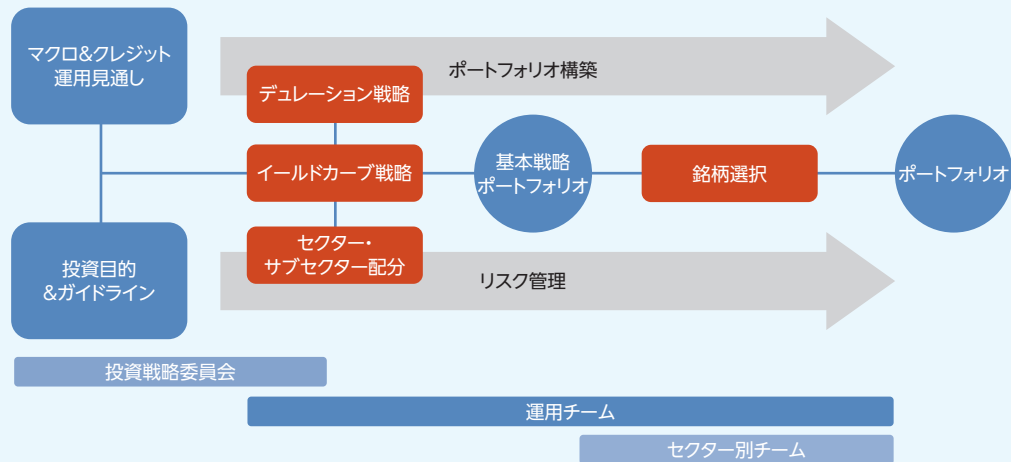 マクロ&クレジット
運用見通し
ポートフォリオ構築
デュレーション戦略
イールドカーブ戦略
基本戦略
ポートフォリオ
銘柄選択
ポートフォリオ
セクター・
サブセクター配分
投資目的
&ガイドライン
リスク管理
投資戦略委員会
運用チーム
セクター別チーム